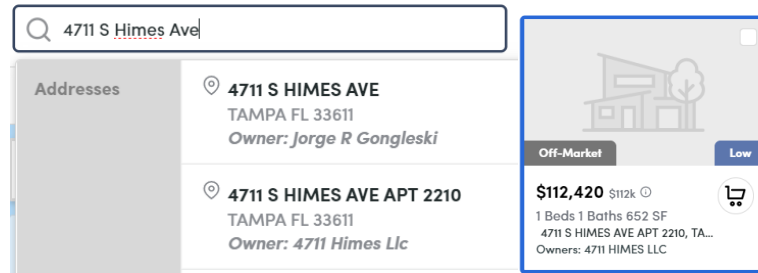 4711 S Himes Ave
Addresses
4711 S HIMES AVE
TAMPA FL 33611
Owner: Jorge R Gongleski
4711 S HIMES AVE APT 2210
TAMPA FL 33611
Owner: 4711 Himes Llc
Off-Market
Low
$112,420 $112k
1 Beds 1 Baths 652 SF
4711 S HIMES AVE APT 2210, TA...
Owners: 4711 HIMES LLC